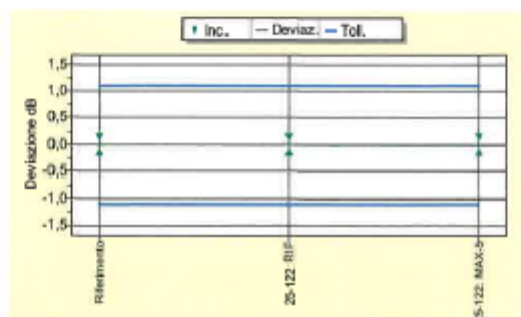 Inc. Deviaz. Toll.
Deviazione dB
1,5
1,0
0,5
0,0
-0,5
-1,0
-1,5
Riferimento
25-122: RIF
25-122: MAX-5